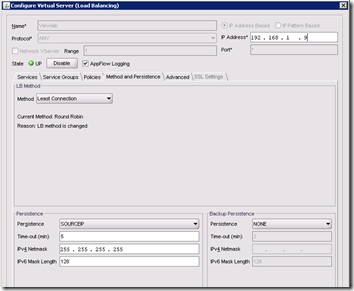 Configure Virtual Server (Load Balancing)
Name*
IP Address Based
IP Pattern Based
Protocol* ANY
IP Address* 192 . 168 . 1 . 9
Network VServer Range 1
Port* *
State UP Disable AppFlow Logging
Services Service Groups Policies Method and Persistence Advanced SSL Settings
LB Method
Method Least Connection
Current Method: Round Robin
Reason: LB method is changed
Persistence
Persistence SOURCEIP
Time-out (min) 5
IPv4 Netmask 255 . 255 . 255 . 255
IPv6 Mask Length 128
Backup Persistence
Persistence NONE
Time-out (min) 2
IPv4 Netmask . . .
IPv6 Mask Length 128